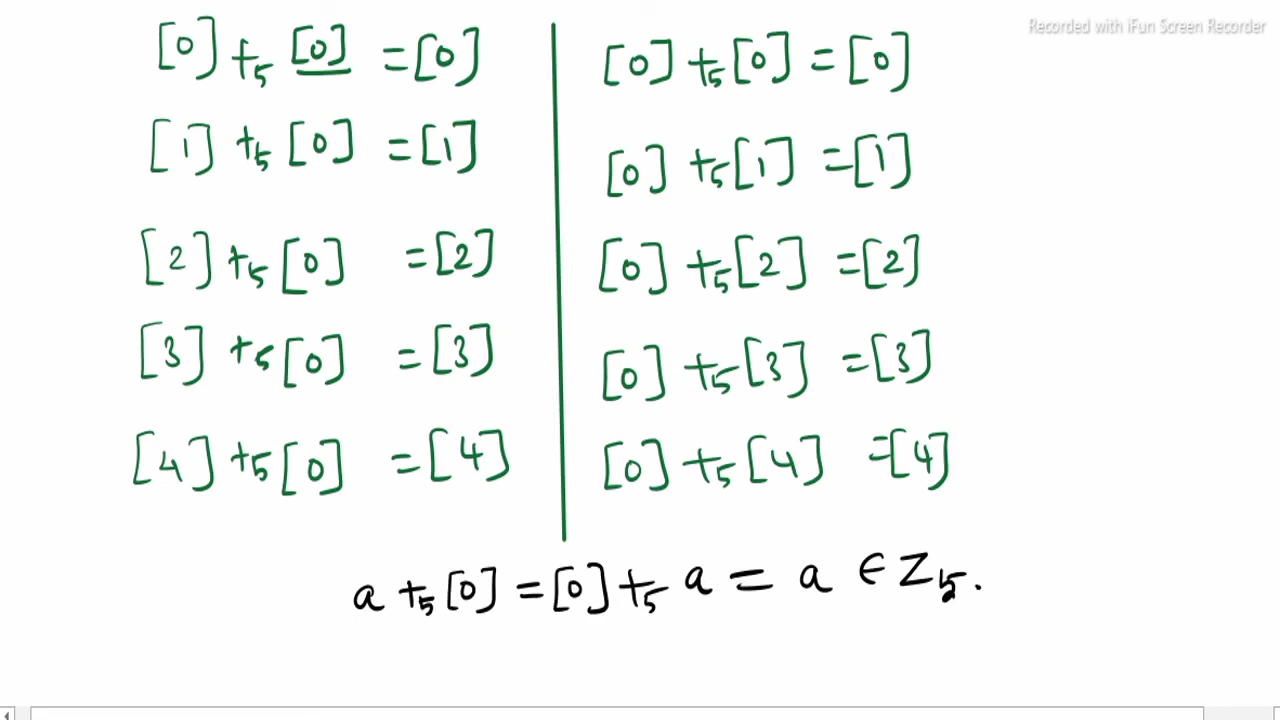 Recorded with iFun Screen Recorder
[0] +₅ [0] = [0]
[1] +₅ [0] = [1]
[2] +₅ [0] = [2]
[3] +₅ [0] = [3]
[4] +₅ [0] = [4]
[0] +₅ [0] = [0]
[0] +₅ [1] = [1]
[0] +₅ [2] = [2]
[0] +₅ [3] = [3]
[0] +₅ [4] = [4]
a +₅ [0] = [0] +₅ a = a ∈ Z₅.